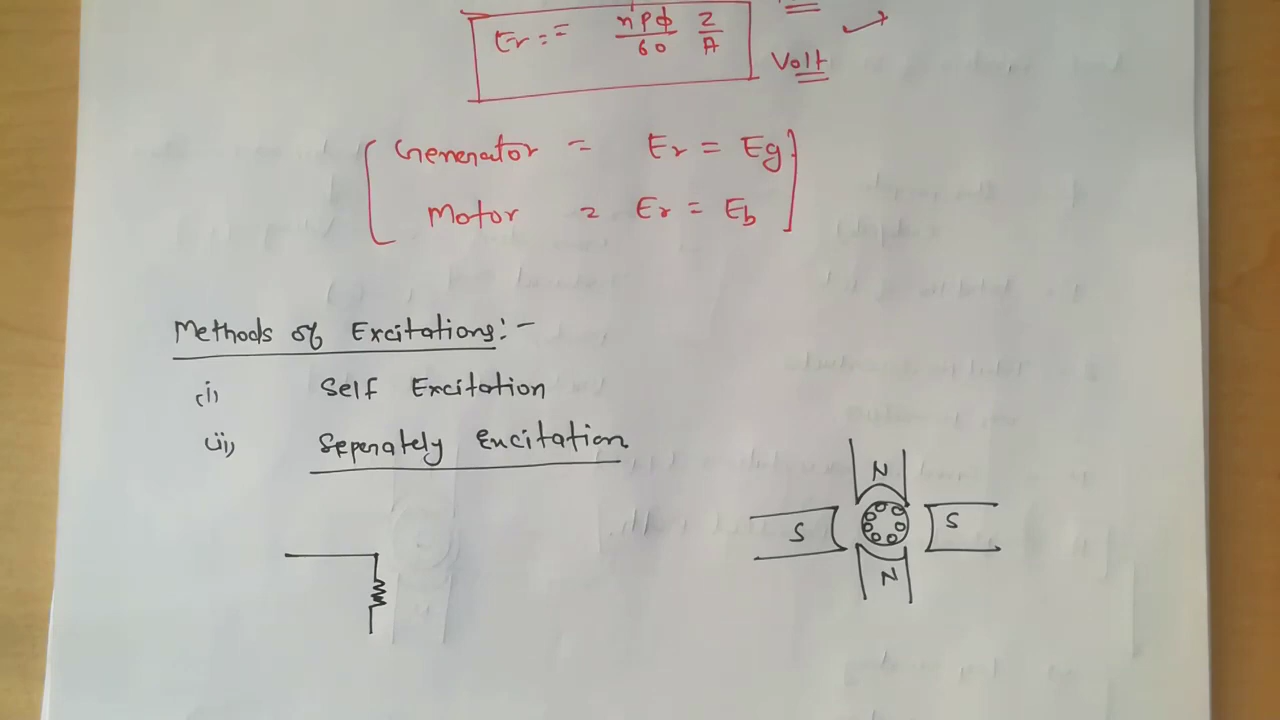 Er := nPφ/60 Z/A
Volt
Generator = Er = Eg
Motor = Er = Eb
Methods of Excitations:-
(i) Self Excitation
(ii) Seperately Excitation
N
S
S
N